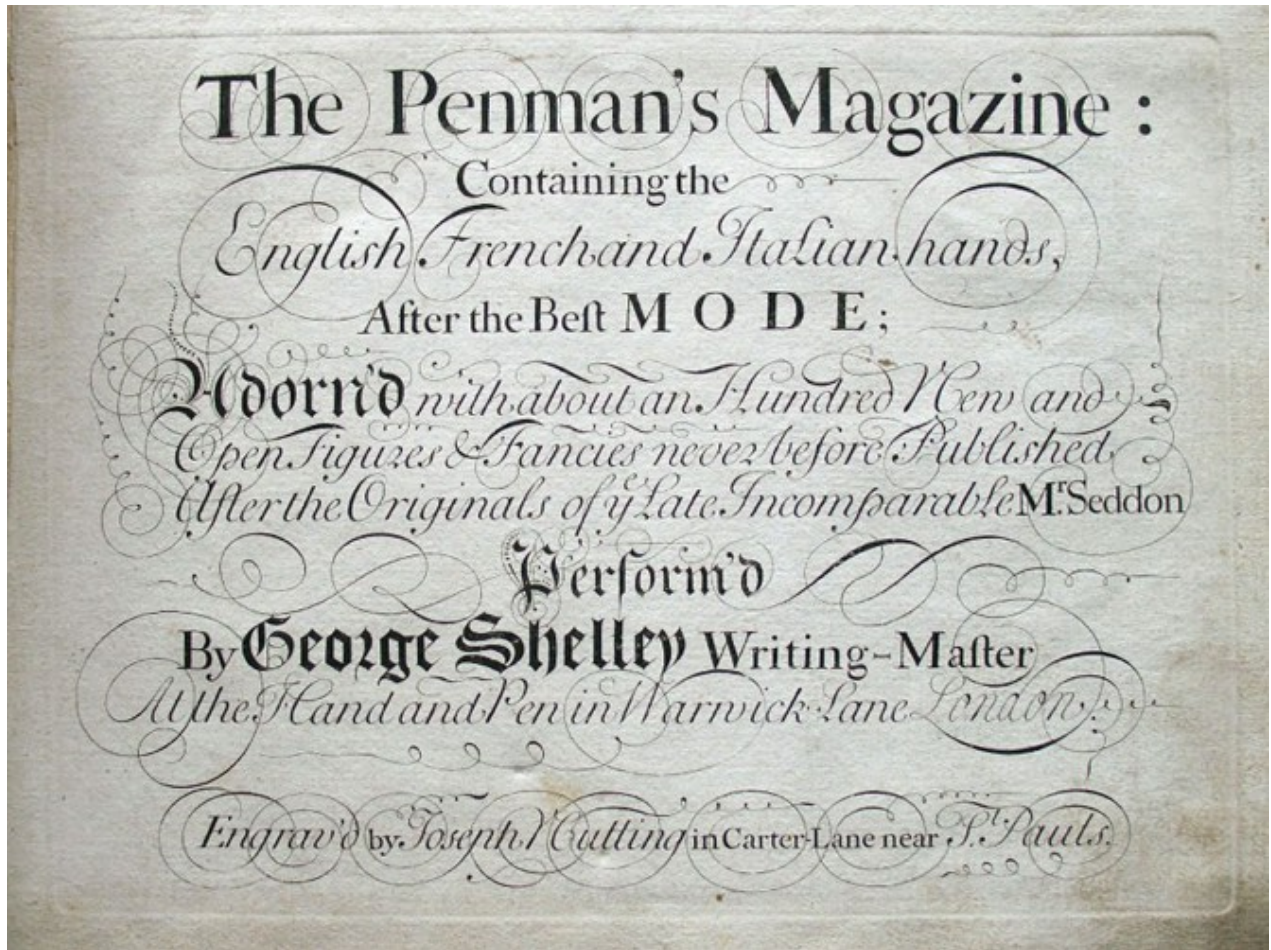 The Penman's Magazine:
Containing the
English French and Italian hands,
After the Beſt MODE;
Adorn'd with about an Hundred New and
Open Figures & Fancies never before Published
After the Originals of yͤ Late Incomparable Mͬ. Seddon
Perform'd
By George Shelley Writing-Maſter
At the Hand and Pen in Warwick Lane London.
Engrav'd by Joseph Nutting in Carter-Lane near Sͭ. Pauls.